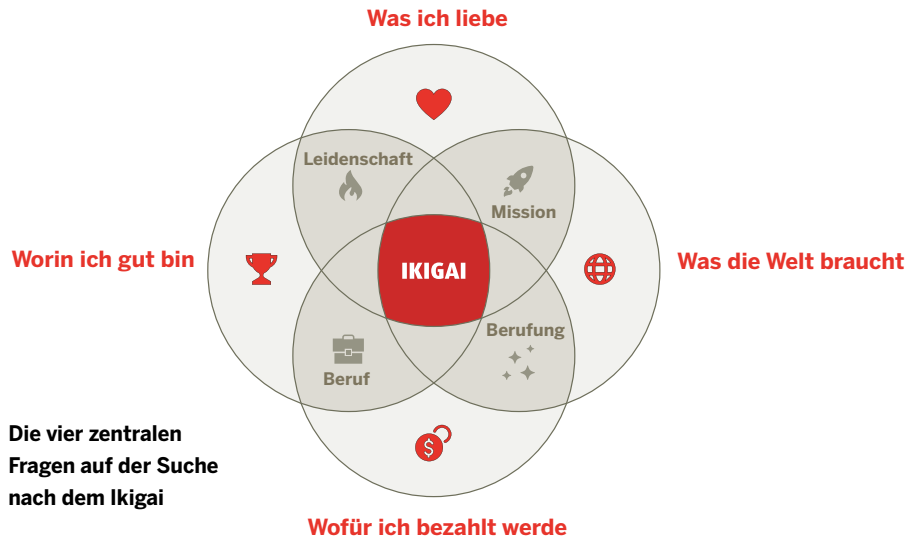 Was ich liebe
Leidenschaft
Mission
Worin ich gut bin
IKIGAI
Was die Welt braucht
Berufung
Beruf
$
Die vier zentralen
Fragen auf der Suche
nach dem Ikigai
Wofür ich bezahlt werde